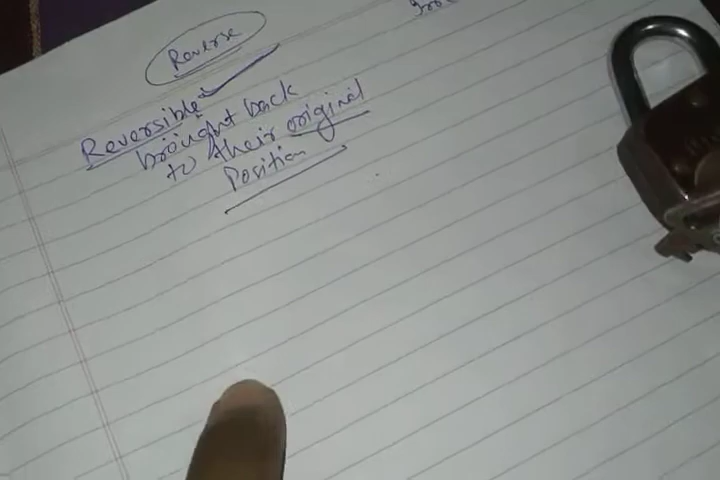 Reverse
Reversible
brought back
to their original
Position